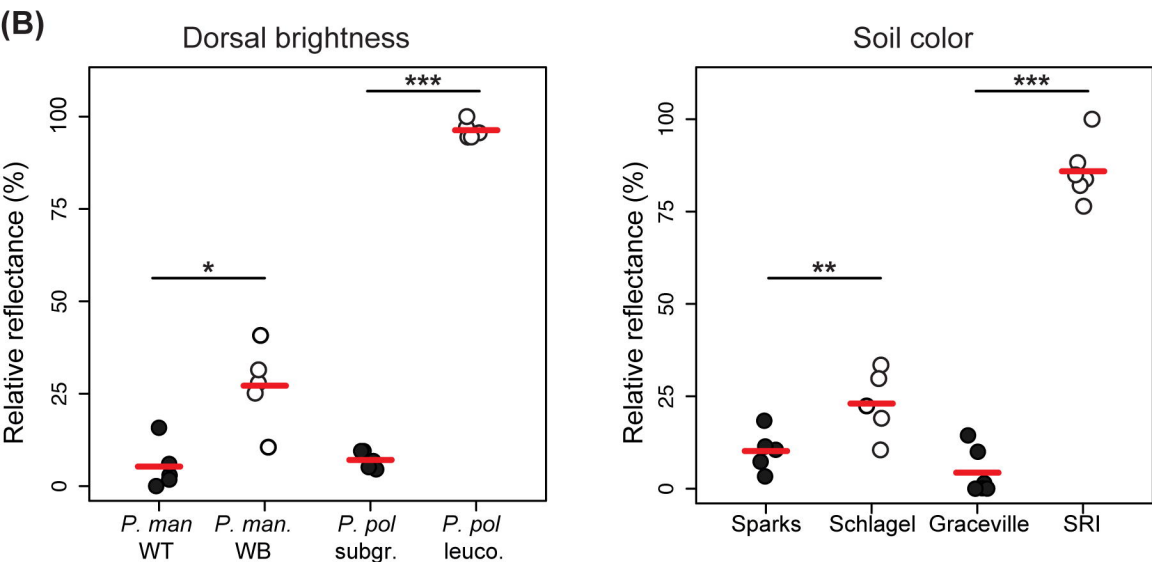 (B)
Dorsal brightness
Relative reflectance (%)
100
75
50
25
0
***
*
P. man WT
P. man. WB
P. pol subgr.
P. pol leuco.
Soil color
Relative reflectance (%)
100
75
50
25
0
***
**
Sparks
Schlagel
Graceville
SRI